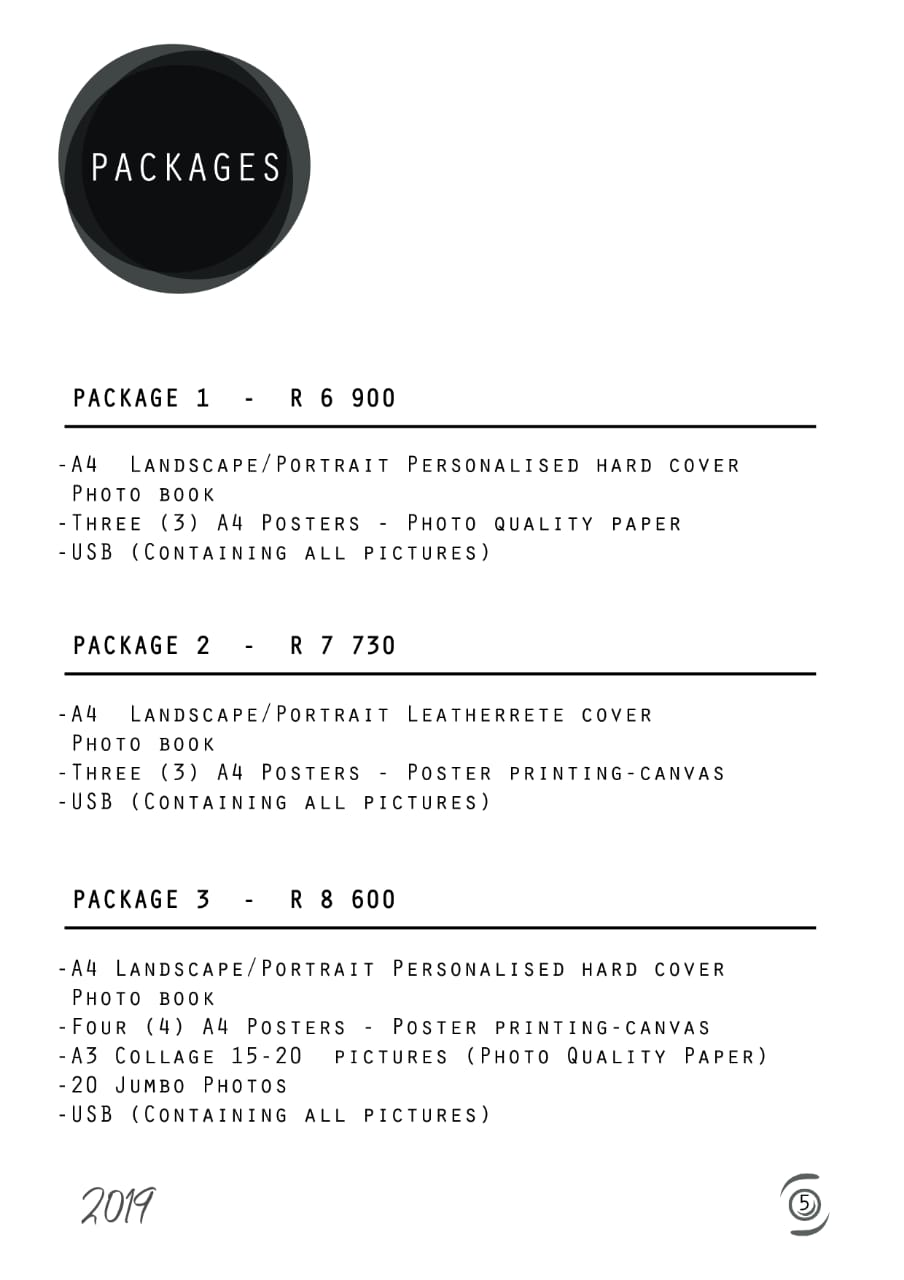 PACKAGES
PACKAGE 1 - R 6 900
-A4 Landscape/Portrait Personalised hard cover
Photo book
-Three (3) A4 Posters - Photo quality paper
-USB (Containing all pictures)
PACKAGE 2 - R 7 730
-A4 Landscape/Portrait Leatherrete cover
Photo book
-Three (3) A4 Posters - Poster printing-canvas
-USB (Containing all pictures)
PACKAGE 3 - R 8 600
-A4 Landscape/Portrait Personalised hard cover
Photo book
-Four (4) A4 Posters - Poster printing-canvas
-A3 Collage 15-20 pictures (Photo Quality Paper)
-20 Jumbo Photos
-USB (Containing all pictures)
2019
5